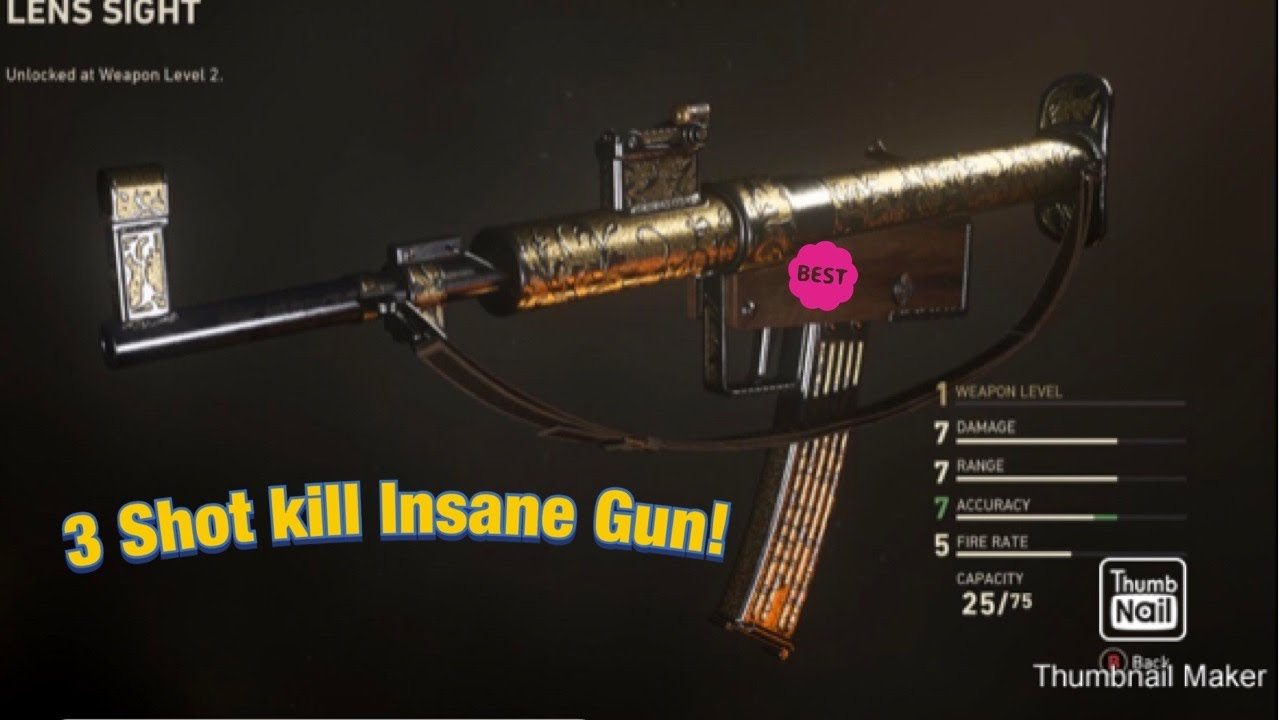 LENS SIGHT
Unlocked at Weapon Level 2.
BEST
3 Shot kill Insane Gun!
1 WEAPON LEVEL
7 DAMAGE
7 RANGE
7 ACCURACY
5 FIRE RATE
CAPACITY
25/75
Thumb
Nail
B Back
Thumbnail Maker